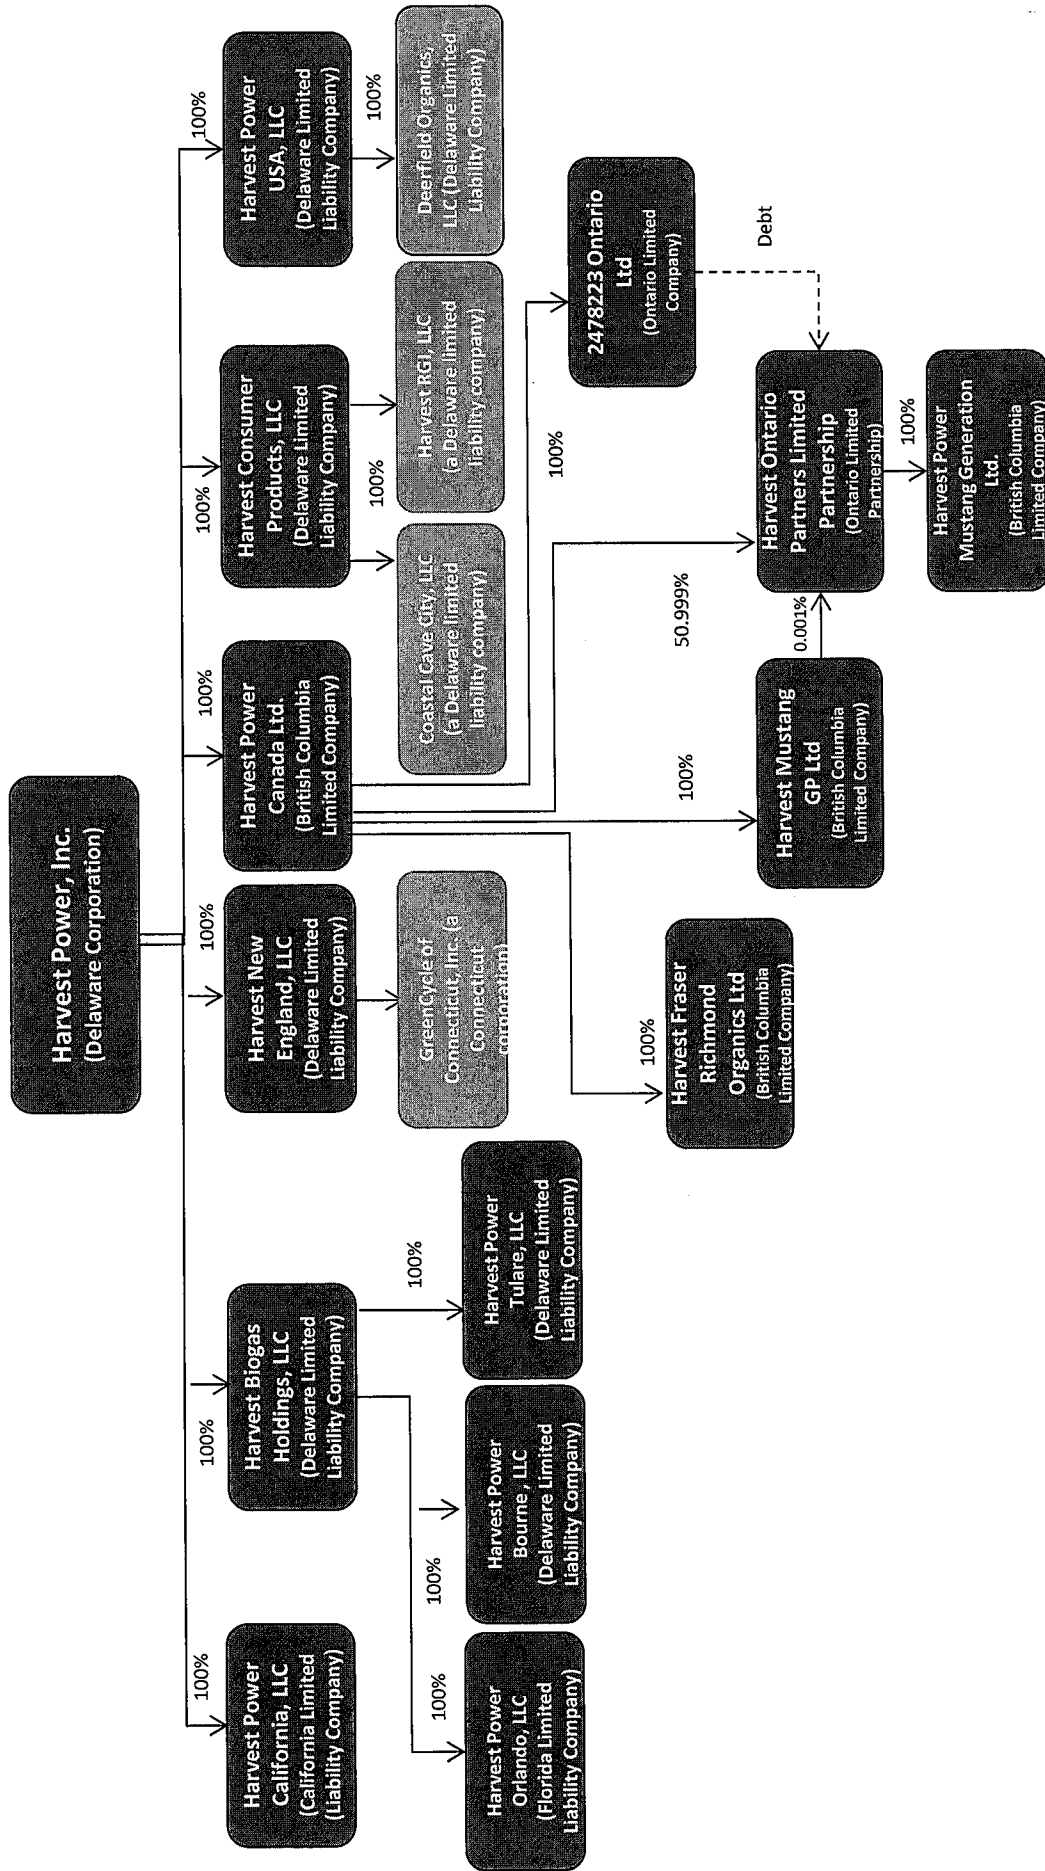 Harvest Power, Inc.
(Delaware Corporation)
100%
Harvest Power
California, LLC
(California Limited
(Liability Company)
100%
Harvest Biogas
Holdings, LLC
(Delaware Limited
Liability Company)
100%
Harvest New
England, LLC
(Delaware Limited
Liability Company)
100%
Harvest Power
Canada Ltd.
(British Columbia
Limited Company)
100%
Harvest Consumer
Products, LLC
(Delaware Limited
Liability Company)
100%
Harvest Power
USA, LLC
(Delaware Limited
Liability Company)
100%
Harvest Power
Orlando, LLC
(Florida Limited
Liability Company)
100%
Harvest Power
Bourne , LLC
(Delaware Limited
Liability Company)
100%
Harvest Power
Tulare, LLC
(Delaware Limited
Liability Company)
GreenCycle of
Connecticut, Inc. (a
Connecticut
corporation)
Coastal Cave City, LLC
(a Delaware limited
liability company)
100%
Harvest RGI, LLC
(a Delaware limited
liability company)
100%
Deerfield Organics,
LLC (Delaware Limited
Liability Company)
100%
Harvest Fraser
Richmond
Organics Ltd
(British Columbia
Limited Company)
100%
Harvest Mustang
GP Ltd
(British Columbia
Limited Company)
0.001%
50.999%
Harvest Ontario
Partners Limited
Partnership
(Ontario Limited
Partnership)
100%
2478223 Ontario
Ltd
(Ontario Limited
Company)
Debt
100%
Harvest Power
Mustang Generation
Ltd.
(British Columbia
Limited Company)